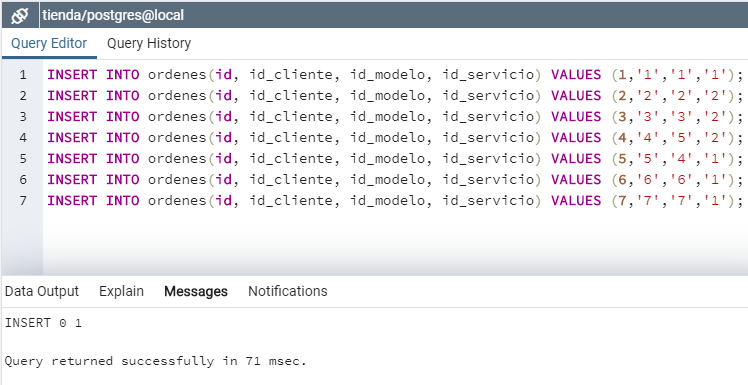 tienda/postgres@local
Query Editor Query History
1 INSERT INTO ordenes(id, id_cliente, id_modelo, id_servicio) VALUES (1,'1','1','1');
2 INSERT INTO ordenes(id, id_cliente, id_modelo, id_servicio) VALUES (2,'2','2','2');
3 INSERT INTO ordenes(id, id_cliente, id_modelo, id_servicio) VALUES (3,'3','3','2');
4 INSERT INTO ordenes(id, id_cliente, id_modelo, id_servicio) VALUES (4,'4','5','2');
5 INSERT INTO ordenes(id, id_cliente, id_modelo, id_servicio) VALUES (5,'5','4','1');
6 INSERT INTO ordenes(id, id_cliente, id_modelo, id_servicio) VALUES (6,'6','6','1');
7 INSERT INTO ordenes(id, id_cliente, id_modelo, id_servicio) VALUES (7,'7','7','1');
Data Output Explain Messages Notifications
INSERT 0 1
Query returned successfully in 71 msec.